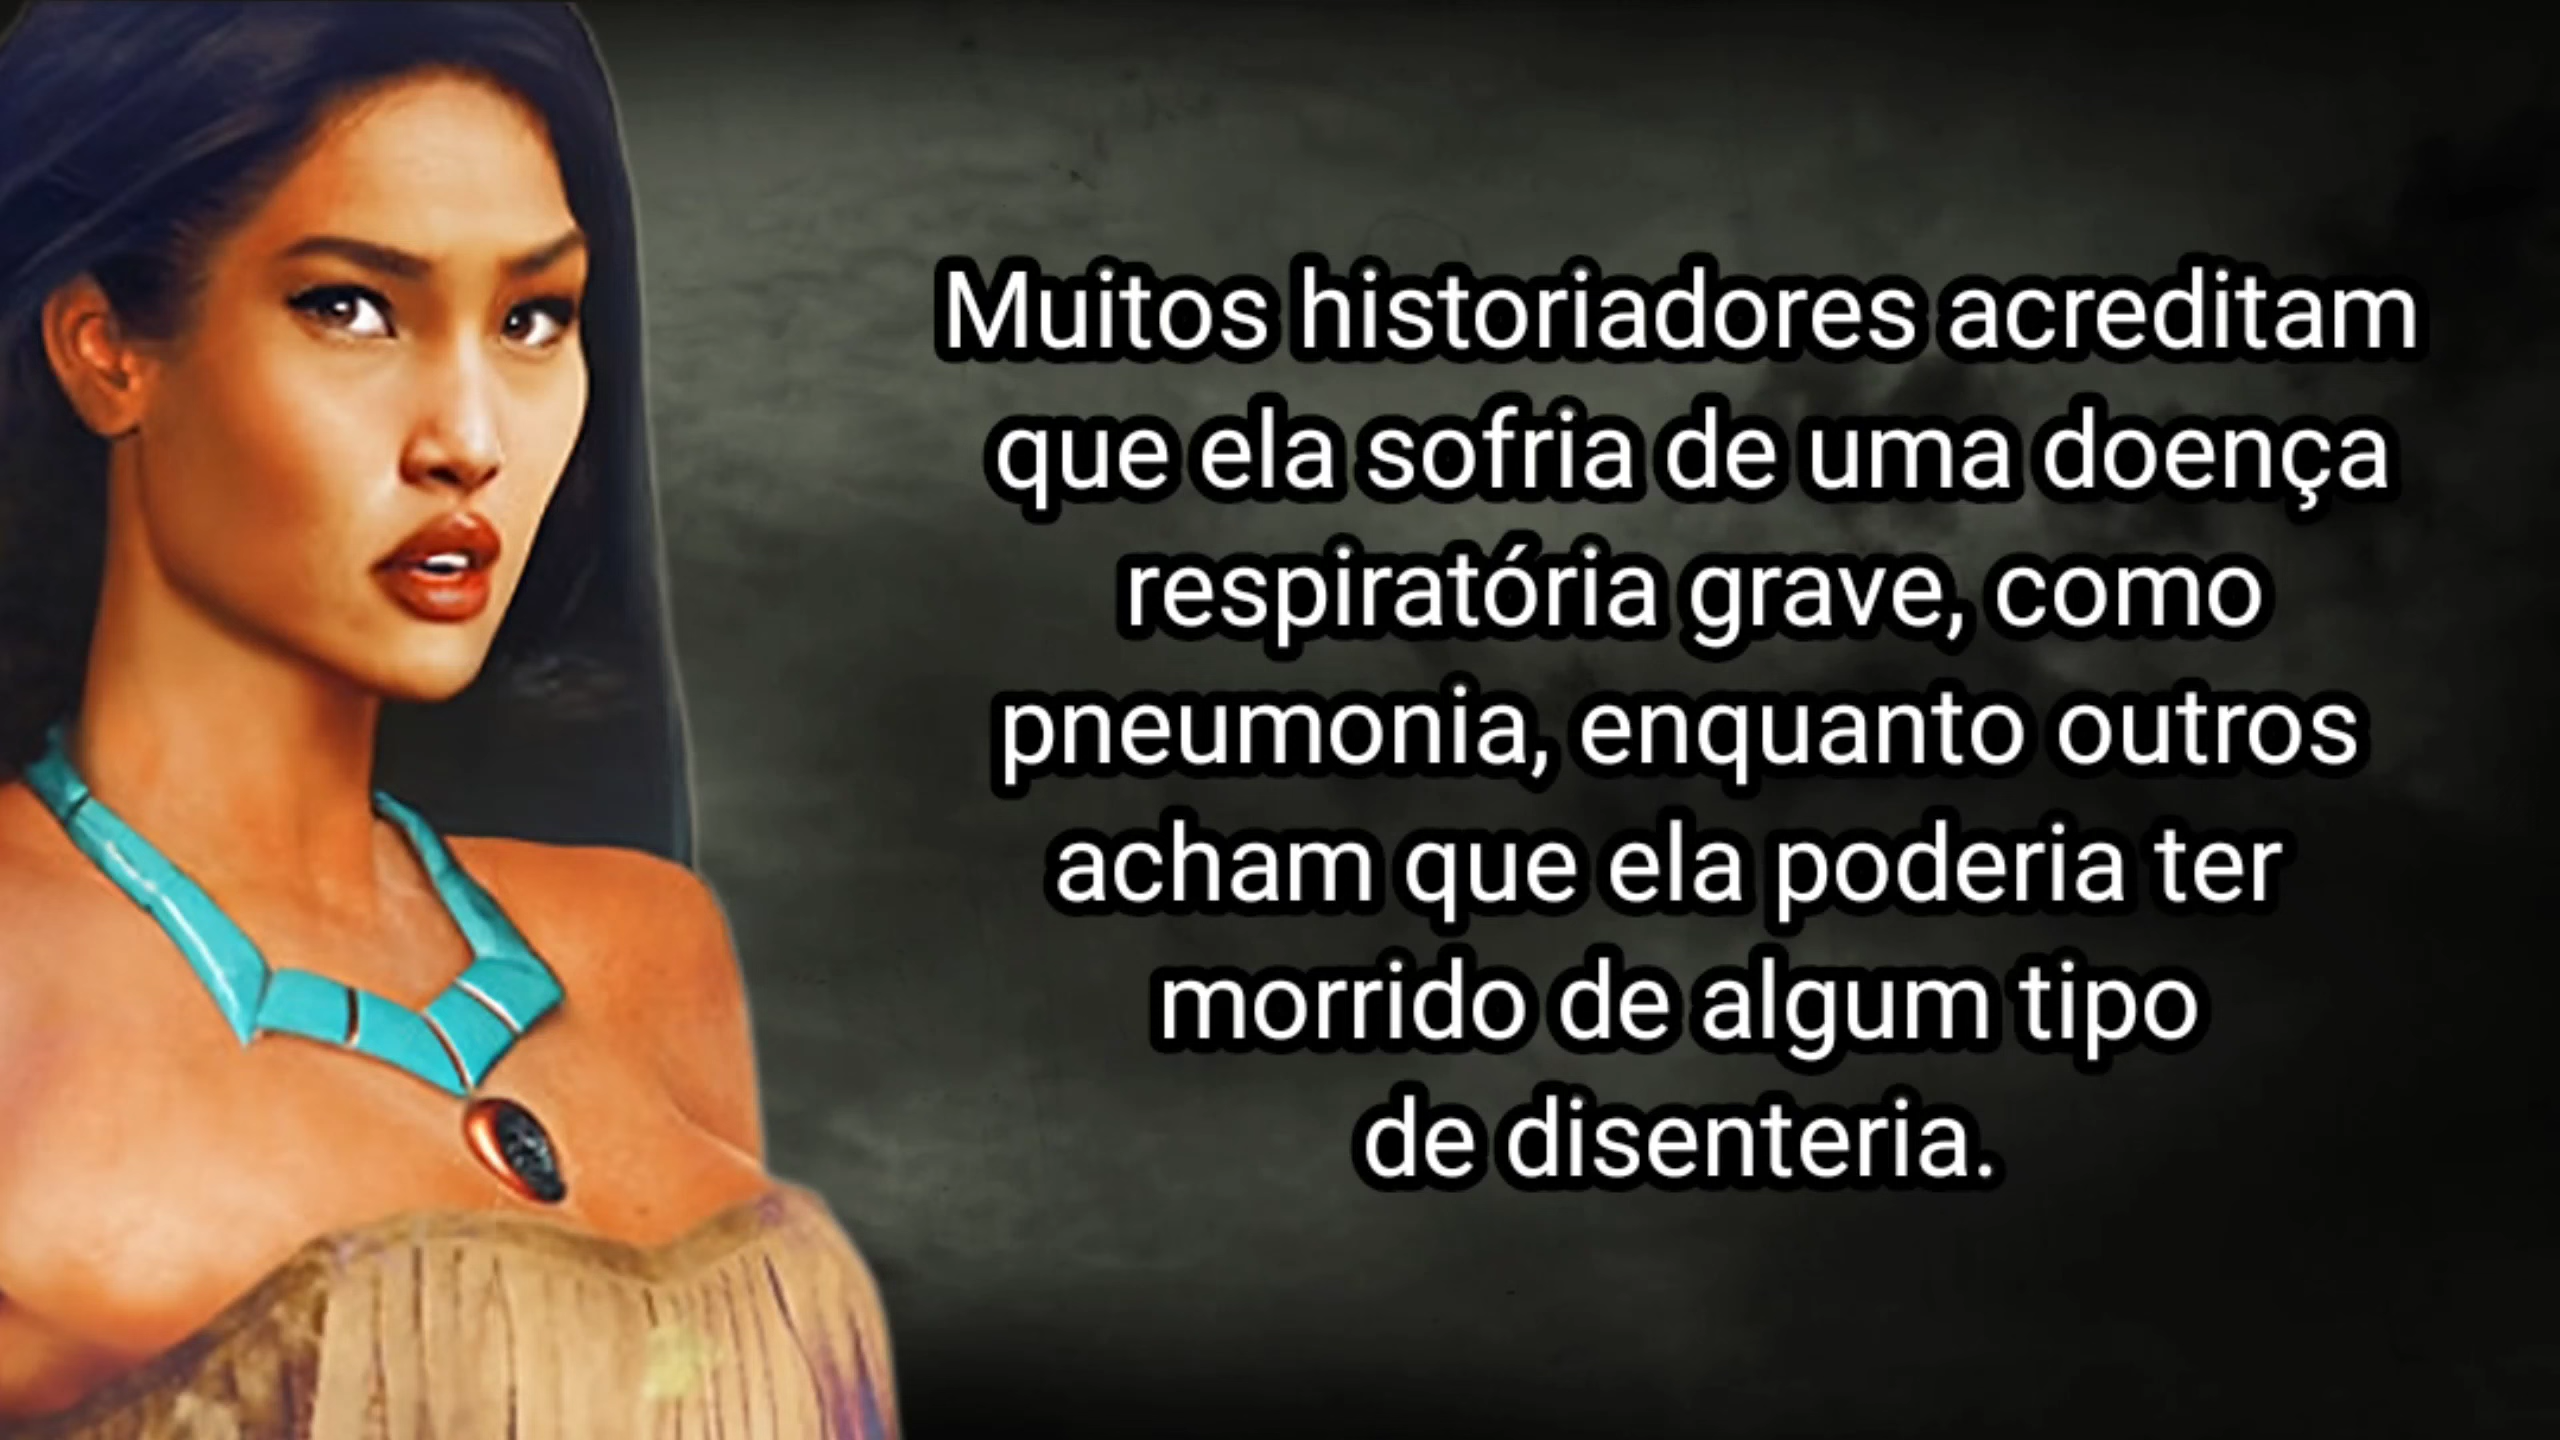 Muitos historiadores acreditam
que ela sofria de uma doença
respiratória grave, como
pneumonia, enquanto outros
acham que ela poderia ter
morrido de algum tipo
de disenteria.